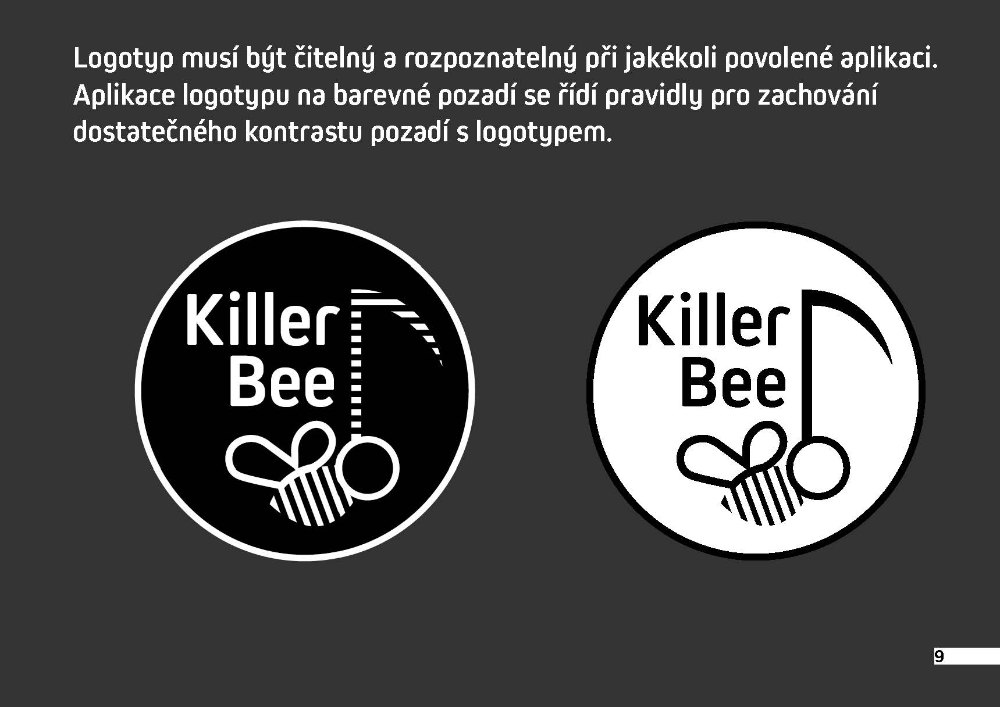 Logotyp musí být čitelný a rozpoznatelný při jakékoli povolené aplikaci.
Aplikace logotypu na barevné pozadí se řídí pravidly pro zachování
dostatečného kontrastu pozadí s logotypem.
Killer
Bee
Killer
Bee
9